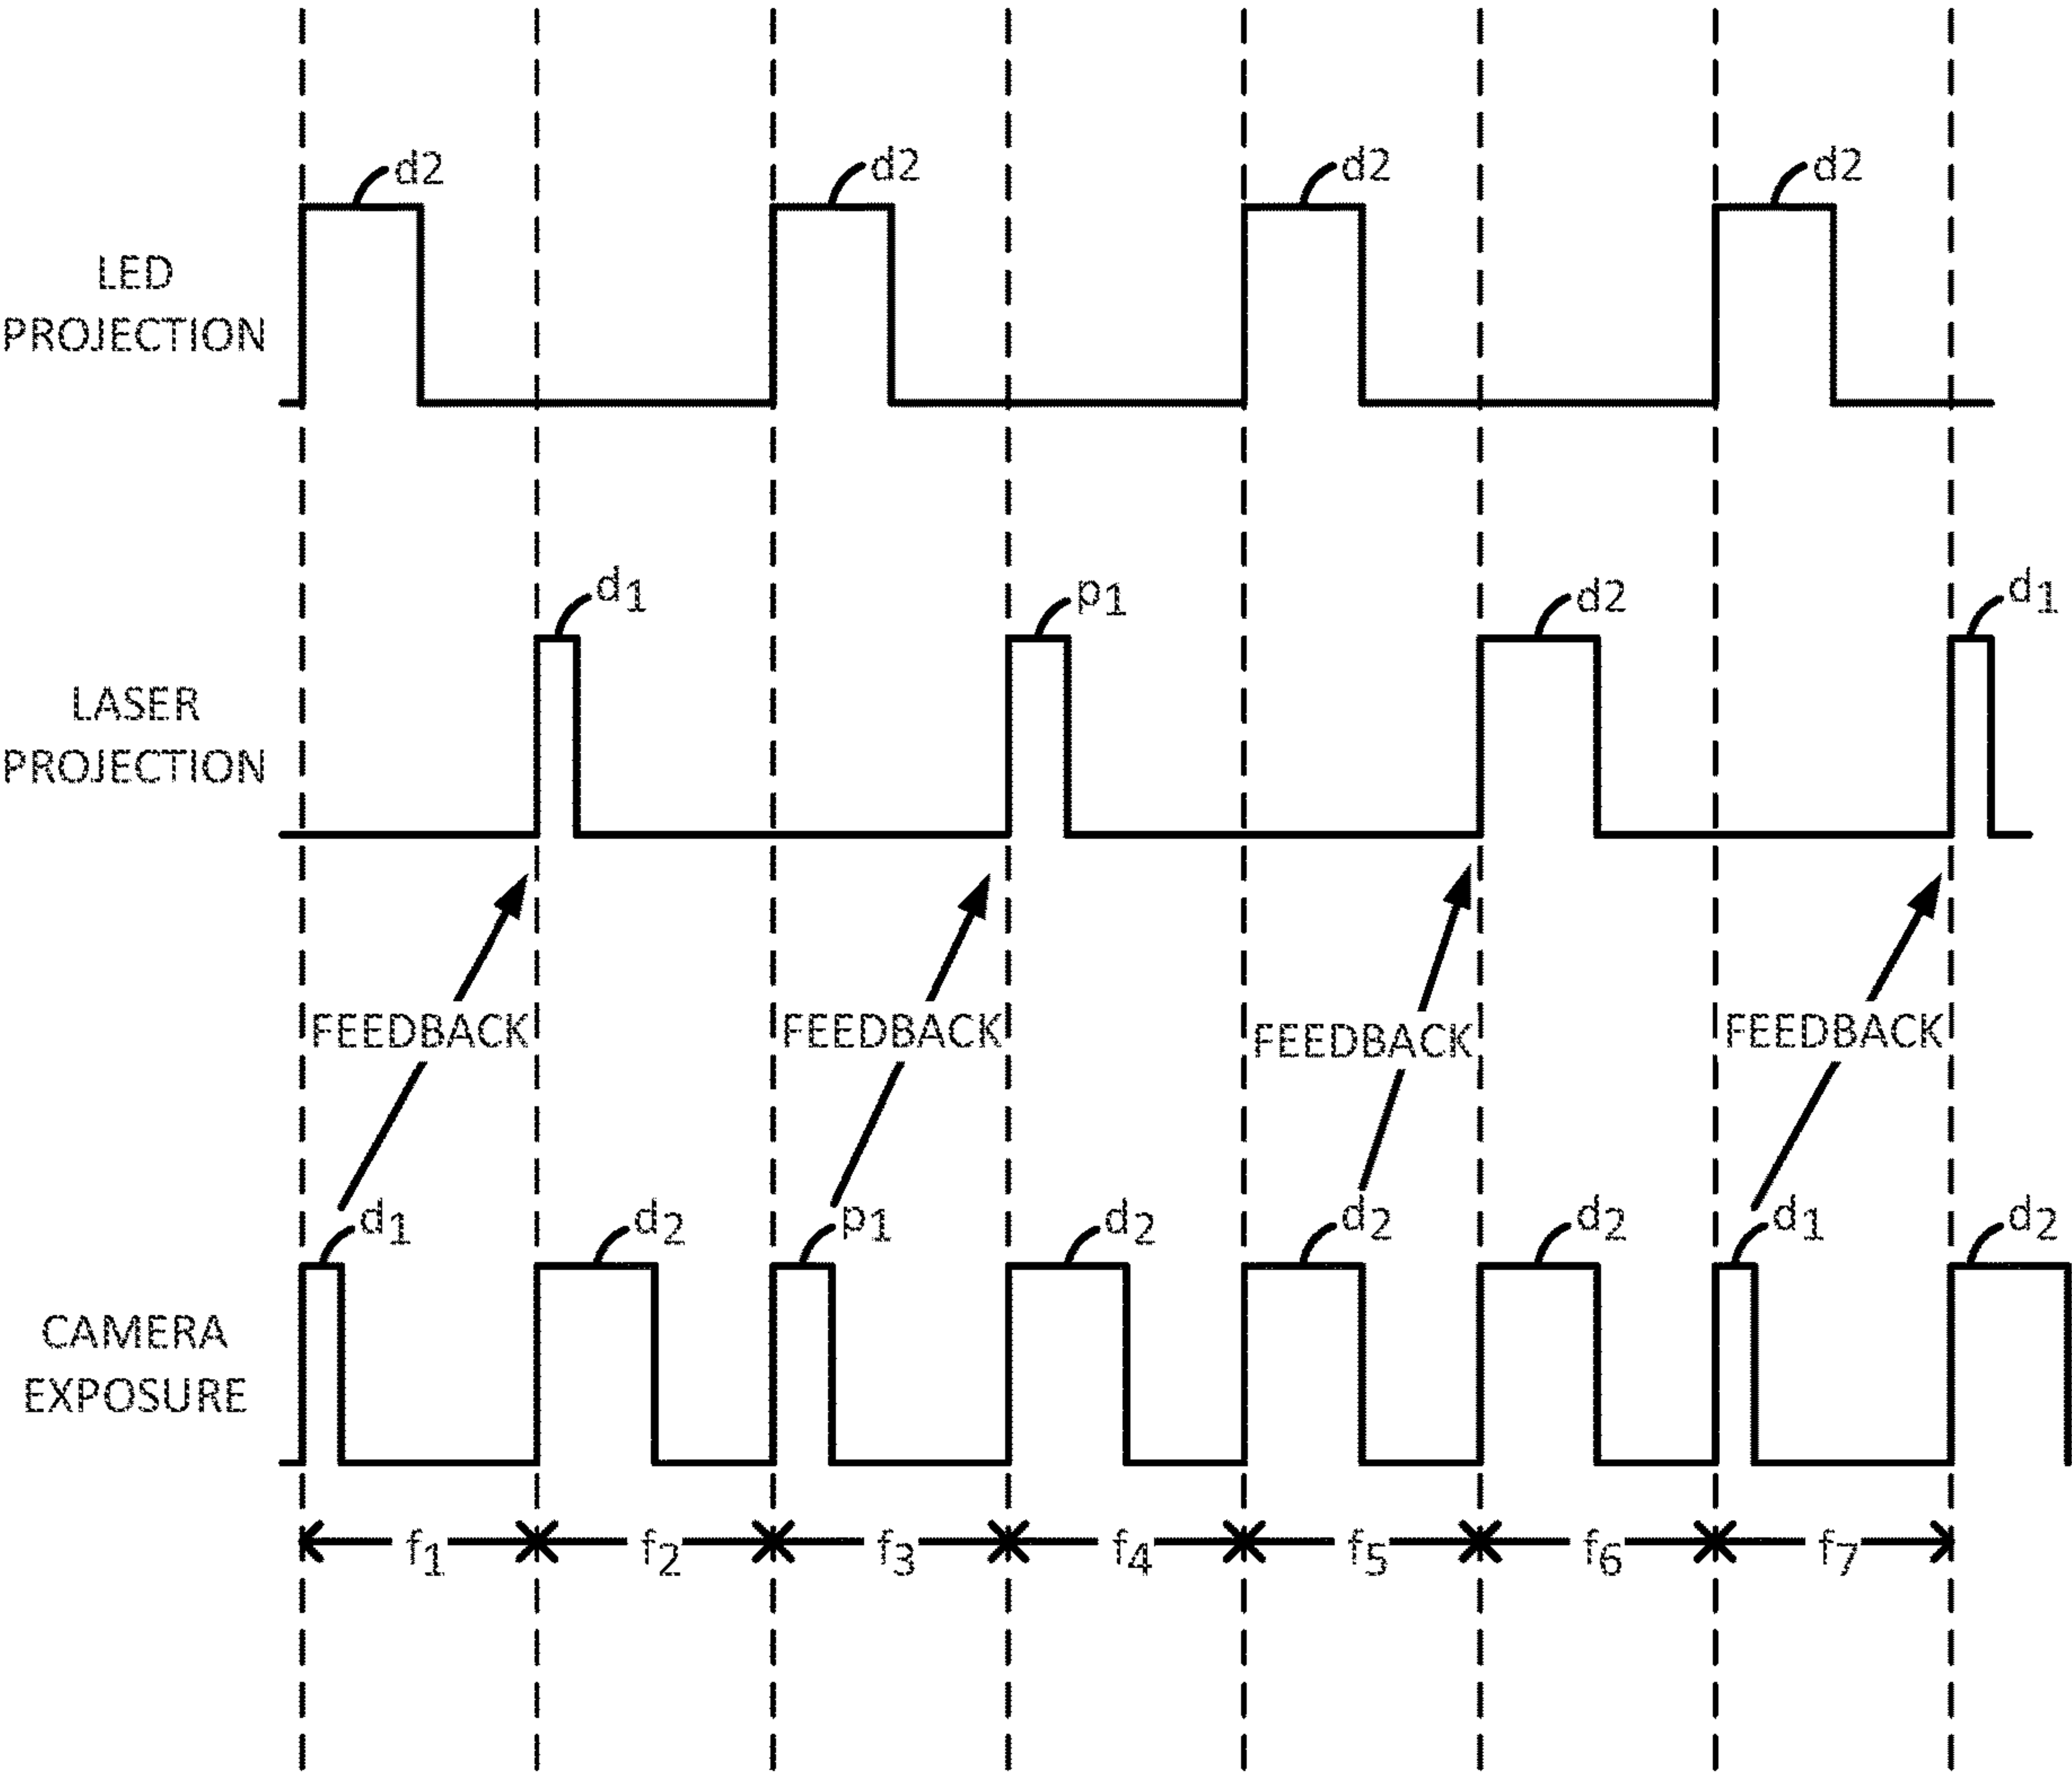 d2 d2 d2 d2
LED
PROJECTION
d1 p1 d2 d1
LASER
PROJECTION
FEEDBACK FEEDBACK FEEDBACK FEEDBACK
d1 d2 p1 d2 d2 d2 d1 d2
CAMERA
EXPOSURE
f1 f2 f3 f4 f5 f6 f7